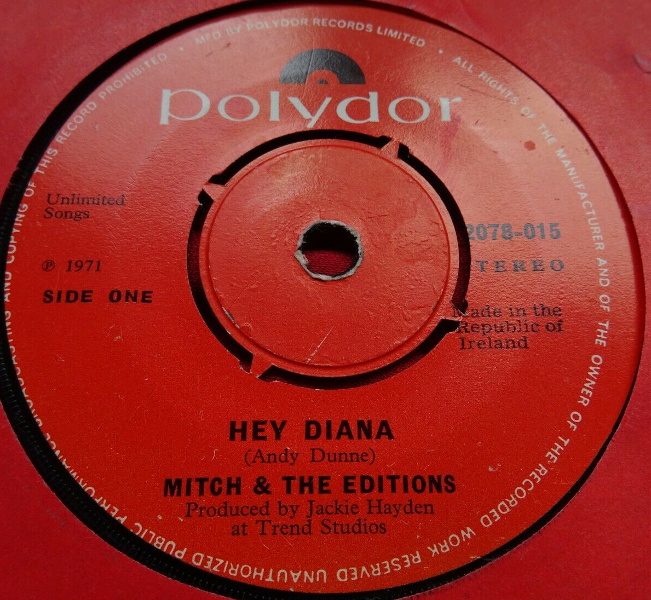 MFD BY POLYDOR RECORDS LIMITED • ALL RIGHTS OF THE MANUFACTURER AND OF THE OWNER OF THE RECORDED WORK RESERVED UNAUTHORIZED PUBLIC PERFORMANCE BROADCASTING AND COPYING OF THIS RECORD PROHIBITED •
polydor
Unlimited
Songs
2078-015
℗ 1971
TEREO
SIDE ONE
Made in the
Republic of
Ireland
HEY DIANA
(Andy Dunne)
MITCH & THE EDITIONS
Produced by Jackie Hayden
at Trend Studios